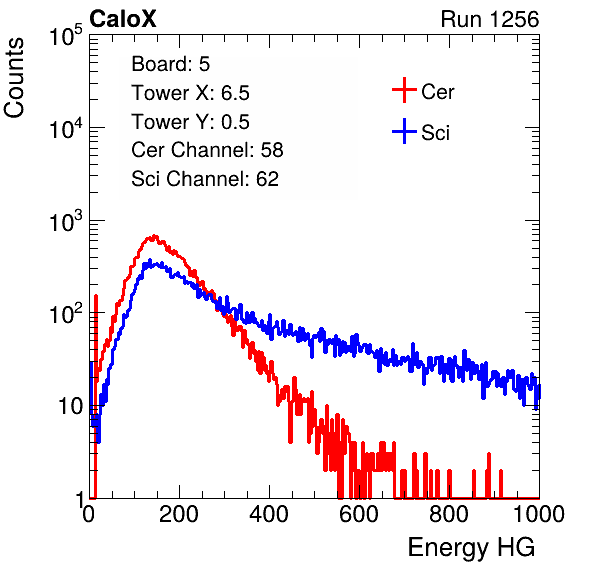 CaloX Run 1256
Counts
Board: 5
Tower X: 6.5
Tower Y: 0.5
Cer Channel: 58
Sci Channel: 62
Cer
Sci
10^5
10^4
10^3
10^2
10
1
0 200 400 600 800 1000
Energy HG